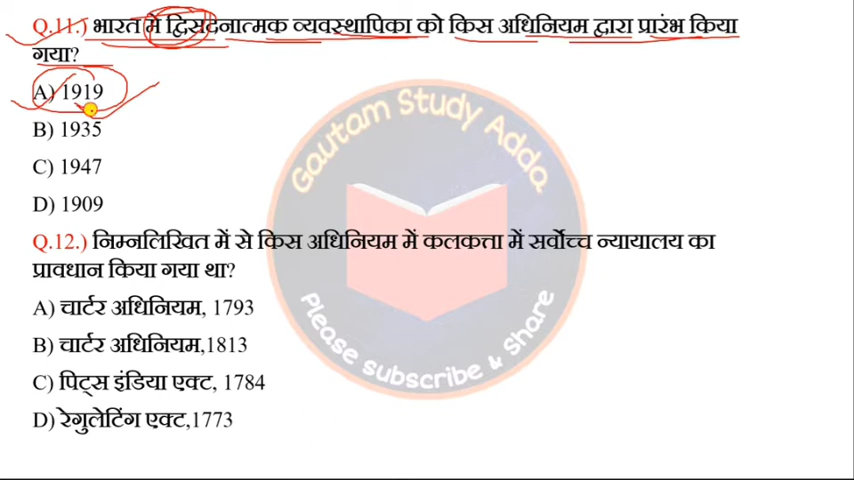 Q.11.) भारत में द्विसदनात्मक व्यवस्थापिका को किस अधिनियम द्वारा प्रारंभ किया
गया?
A) 1919
B) 1935
C) 1947
D) 1909
Gautam Study Adda
Q.12.) निम्नलिखित में से किस अधिनियम में कलकत्ता में सर्वोच्च न्यायालय का
प्रावधान किया गया था?
A) चार्टर अधिनियम, 1793
B) चार्टर अधिनियम,1813
C) पिट्स इंडिया एक्ट, 1784
D) रेगुलेटिंग एक्ट,1773
Please subscribe & share